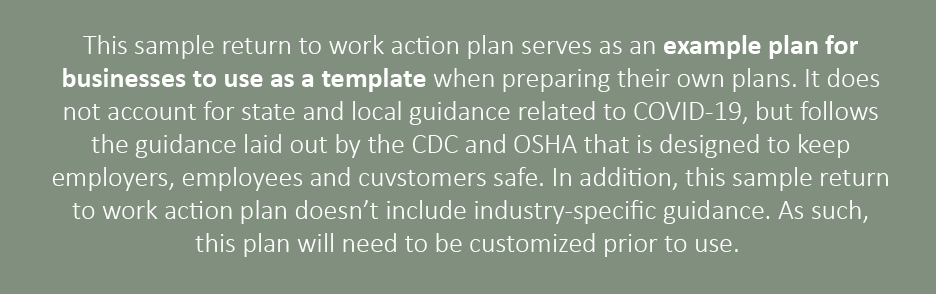 This sample return to work action plan serves as an example plan for
businesses to use as a template when preparing their own plans. It does
not account for state and local guidance related to COVID-19, but follows
the guidance laid out by the CDC and OSHA that is designed to keep
employers, employees and cuvstomers safe. In addition, this sample return
to work action plan doesn’t include industry-specific guidance. As such,
this plan will need to be customized prior to use.